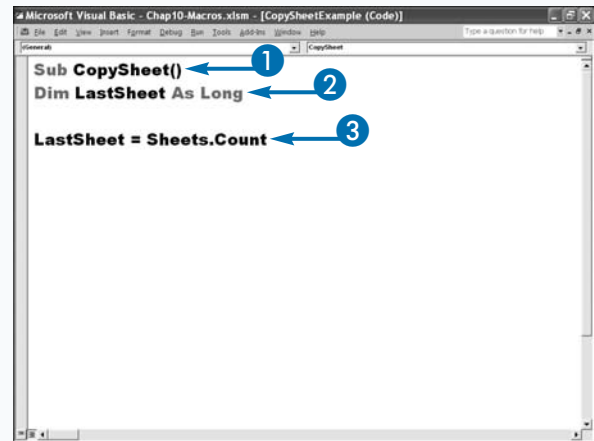 Microsoft Visual Basic - Chap10-Macros.xlsm - [CopySheetExample (Code)]
File Edit View Insert Format Debug Run Tools Add-Ins Window Help Type a question for help
(General) CopySheet
Sub CopySheet() 1
Dim LastSheet As Long 2
LastSheet = Sheets.Count 3